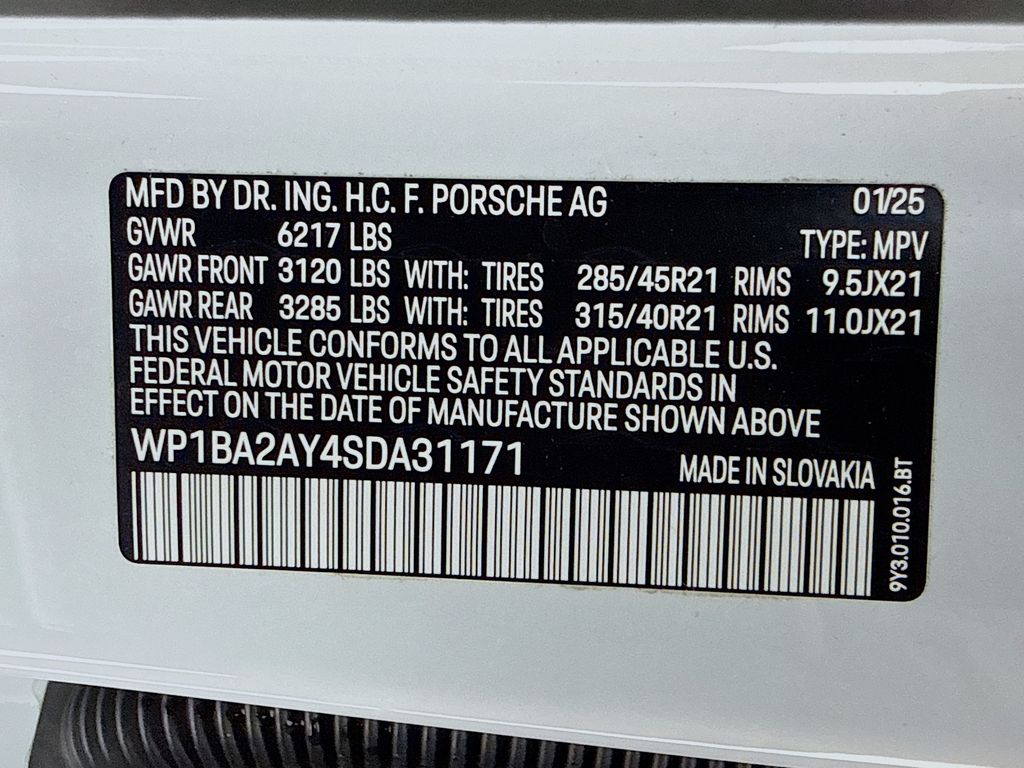 MFD BY DR. ING. H.C. F. PORSCHE AG 01/25
GVWR 6217 LBS TYPE: MPV
GAWR FRONT 3120 LBS WITH: TIRES 285/45R21 RIMS 9.5JX21
GAWR REAR 3285 LBS WITH: TIRES 315/40R21 RIMS 11.0JX21
THIS VEHICLE CONFORMS TO ALL APPLICABLE U.S.
FEDERAL MOTOR VEHICLE SAFETY STANDARDS IN
EFFECT ON THE DATE OF MANUFACTURE SHOWN ABOVE
WP1BA2AY4SDA31171 MADE IN SLOVAKIA
9Y3.010.016.BT